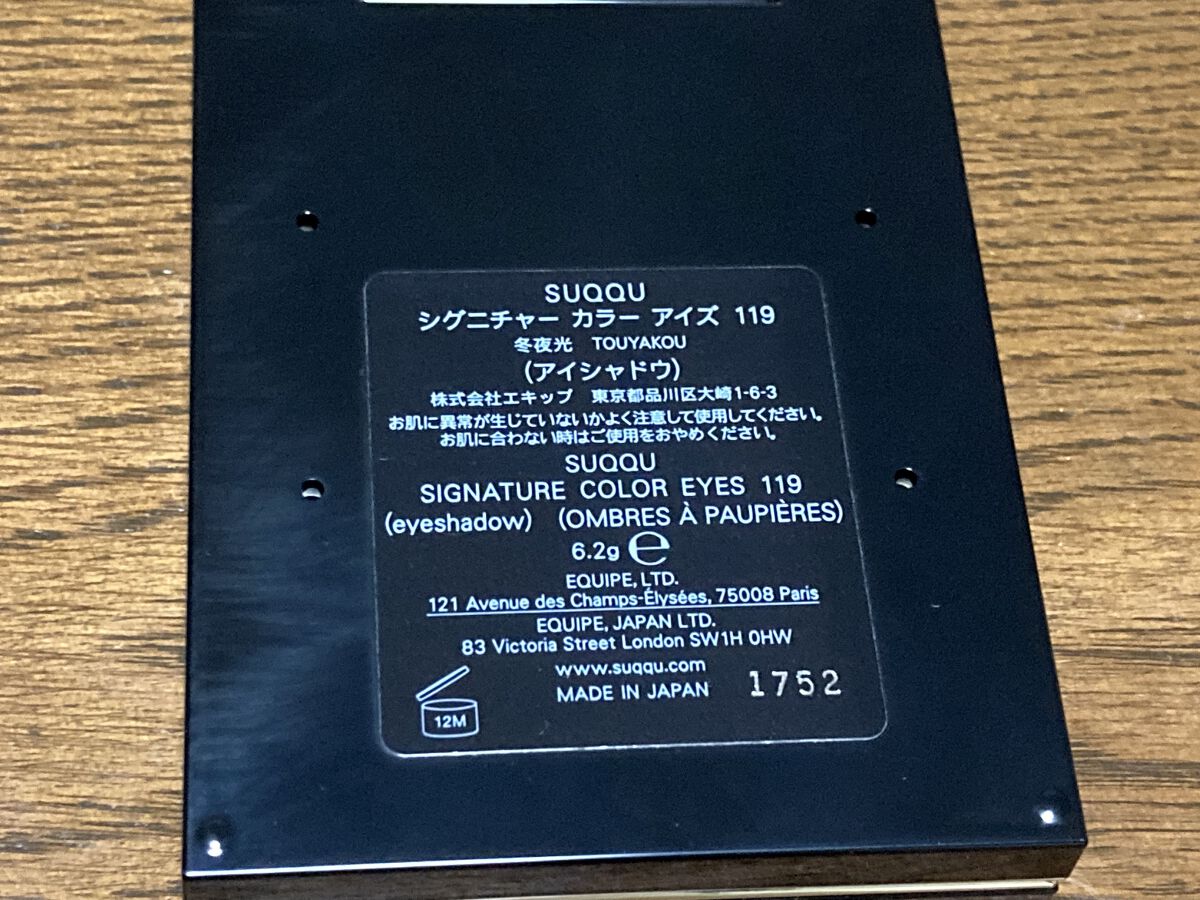 SUQQU
シグニチャー カラー アイズ 119
冬夜光 TOUYAKOU
(アイシャドウ)
株式会社エキップ 東京都品川区大崎1-6-3
お肌に異常が生じていないかよく注意して使用してください。
お肌に合わない時はご使用をおやめください。
SUQQU
SIGNATURE COLOR EYES 119
(eyeshadow) (OMBRES À PAUPIÈRES)
6.2g ℮
EQUIPE, LTD.
121 Avenue des Champs-Élysées, 75008 Paris
EQUIPE, JAPAN LTD.
83 Victoria Street London SW1H 0HW
www.suqqu.com
MADE IN JAPAN 1752
12M